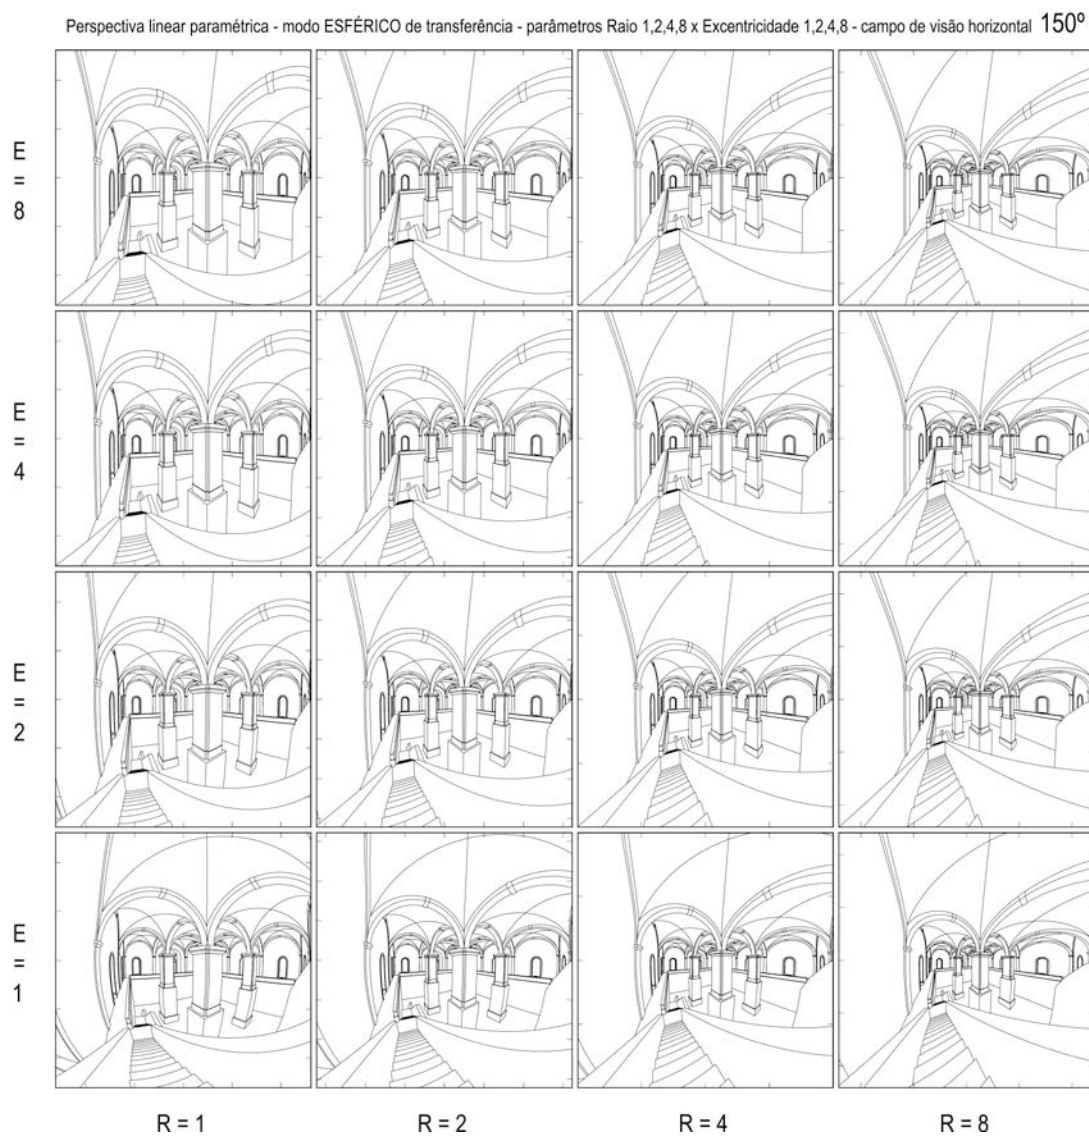 Perspectiva linear paramétrica - modo ESFÉRICO de transferência - parâmetros Raio 1,2,4,8 x Excentricidade 1,2,4,8 - campo de visão horizontal 150º
E
=
8
E
=
4
E
=
2
E
=
1
R = 1 R = 2 R = 4 R = 8